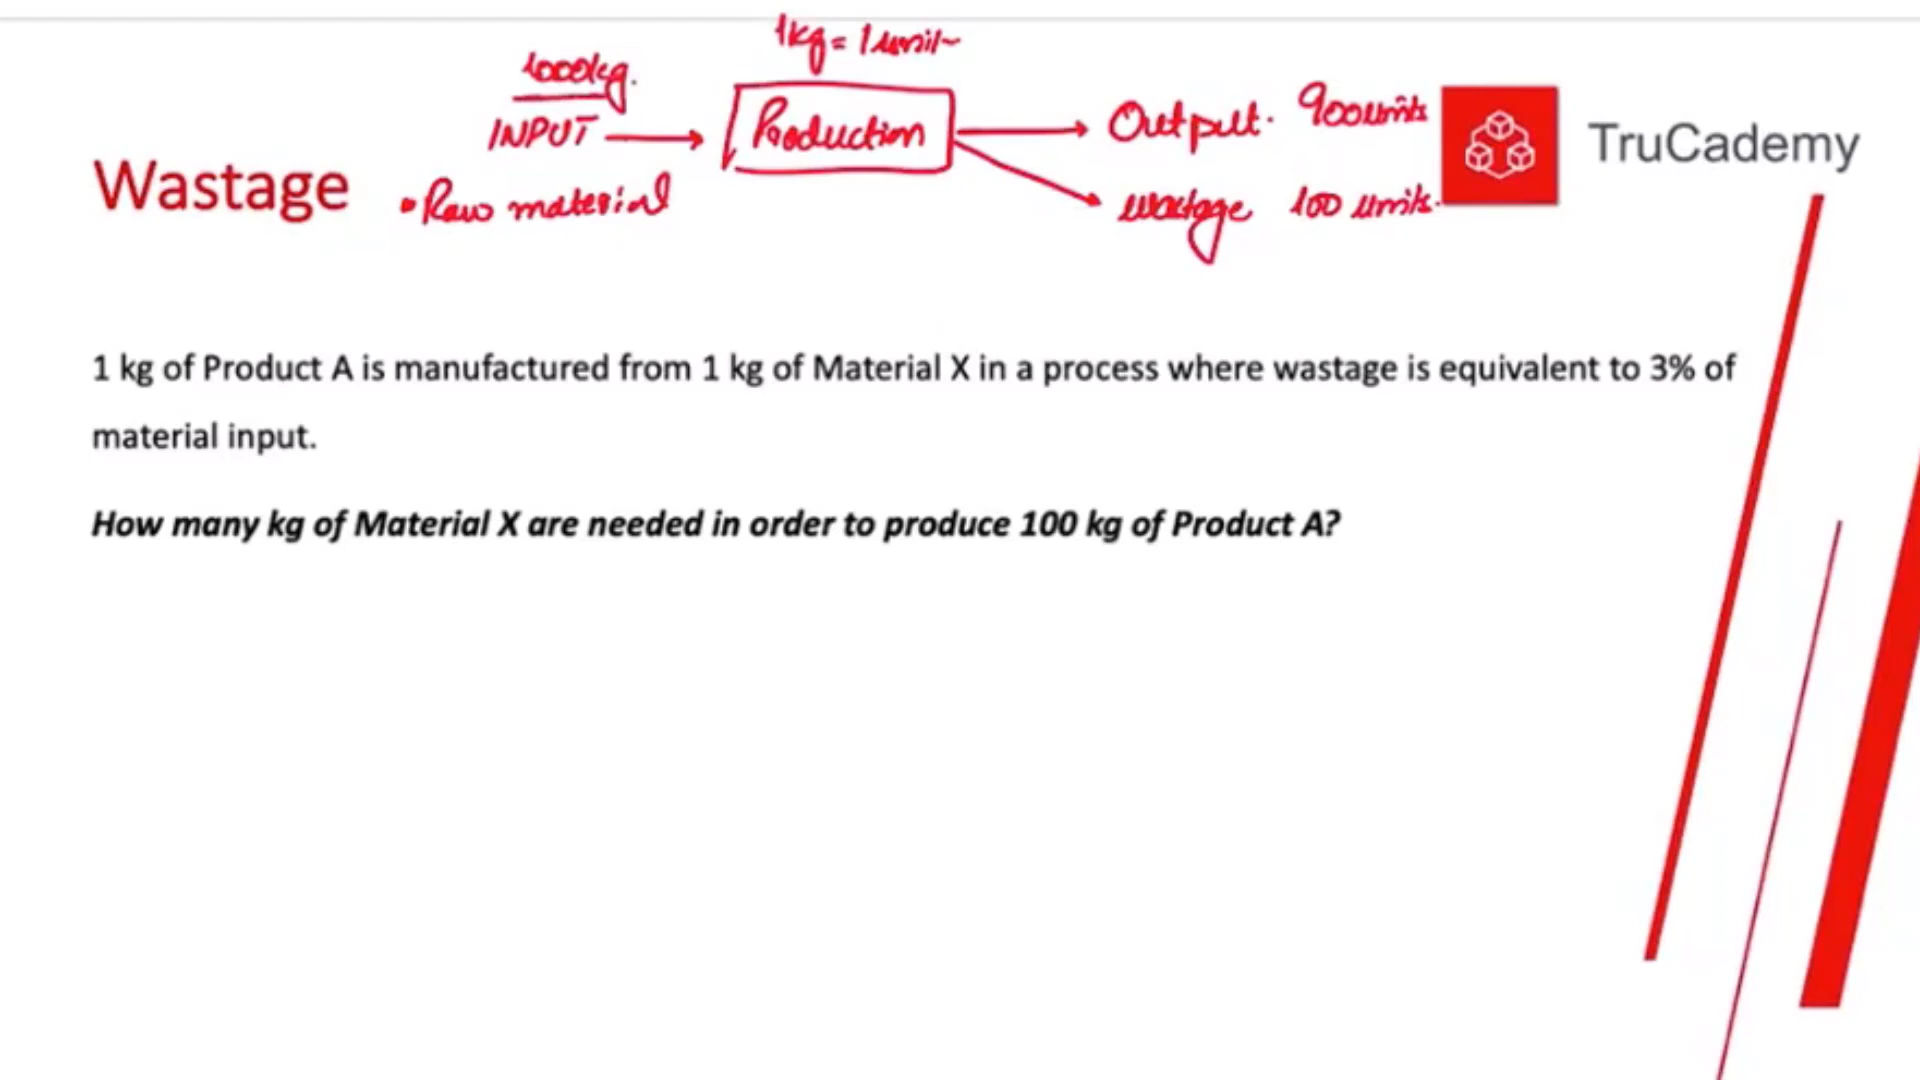 1kg = 1 unit
1000kg.
INPUT → Production → Output. 900 units
TruCademy
Wastage
• Raw material
wastage 100 units.
1 kg of Product A is manufactured from 1 kg of Material X in a process where wastage is equivalent to 3% of
material input.
How many kg of Material X are needed in order to produce 100 kg of Product A?